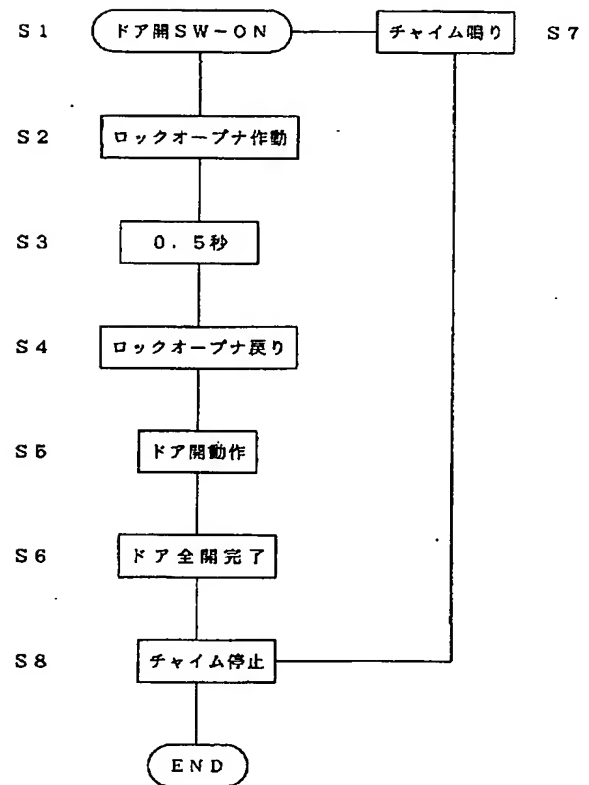 S1 ドア開SW-ON チャイム鳴り S7
S2 ロックオープナ作動
S3 0.5秒
S4 ロックオープナ戻り
S5 ドア開動作
S6 ドア全開完了
S8 チャイム停止
END